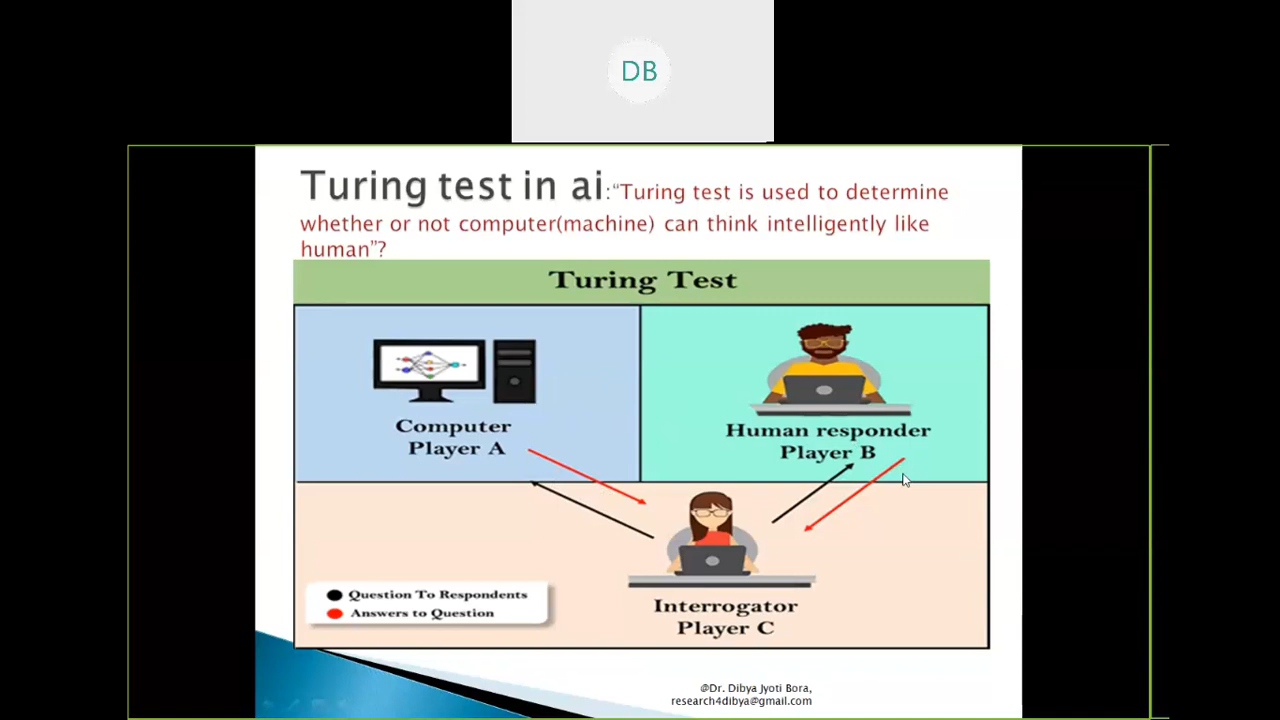 DB
Turing test in ai:“Turing test is used to determine
whether or not computer(machine) can think intelligently like
human”?
Turing Test
Computer
Player A
Human responder
Player B
Question To Respondents
Answers to Question
Interrogator
Player C
@Dr. Dibya Jyoti Bora,
research4dibya@gmail.com